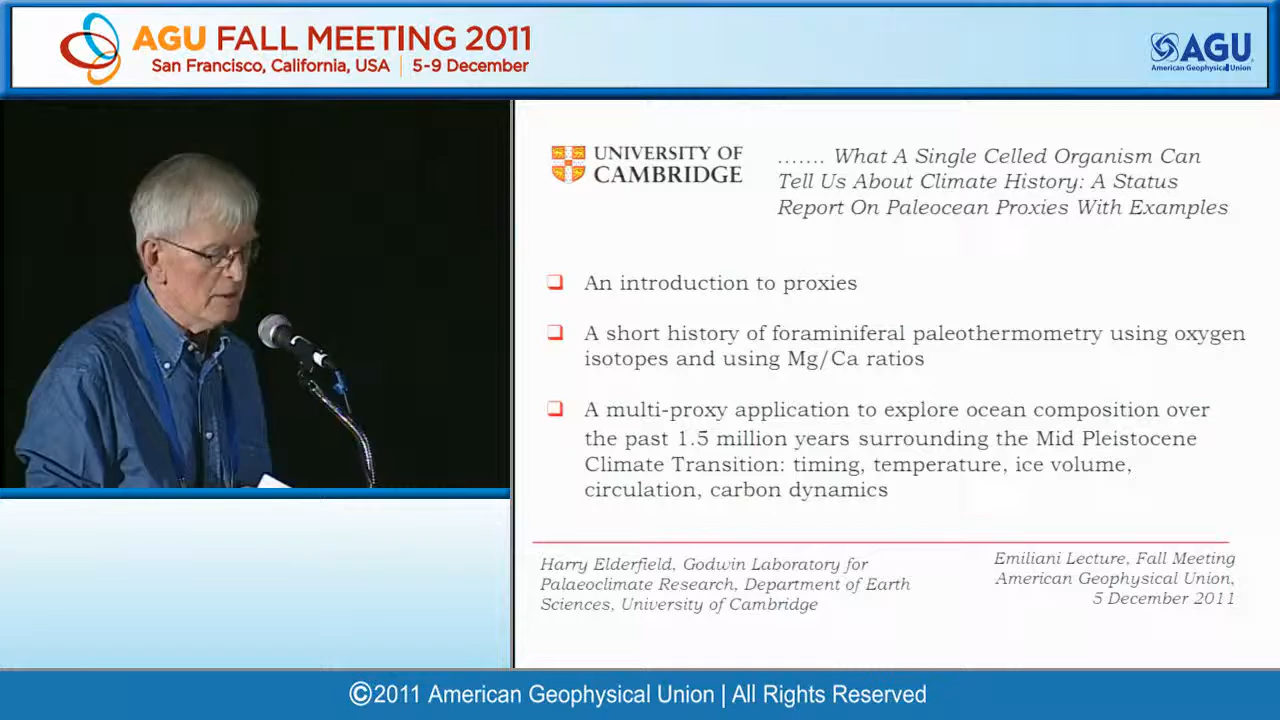 AGU FALL MEETING 2011
San Francisco, California, USA | 5-9 December
AGU
American Geophysical Union
UNIVERSITY OF
CAMBRIDGE
....... What A Single Celled Organism Can
Tell Us About Climate History: A Status
Report On Paleocean Proxies With Examples
An introduction to proxies
A short history of foraminiferal paleothermometry using oxygen
isotopes and using Mg/Ca ratios
A multi-proxy application to explore ocean composition over
the past 1.5 million years surrounding the Mid Pleistocene
Climate Transition: timing, temperature, ice volume,
circulation, carbon dynamics
Harry Elderfield, Godwin Laboratory for
Palaeoclimate Research, Department of Earth
Sciences, University of Cambridge
Emiliani Lecture, Fall Meeting
American Geophysical Union,
5 December 2011
©2011 American Geophysical Union | All Rights Reserved